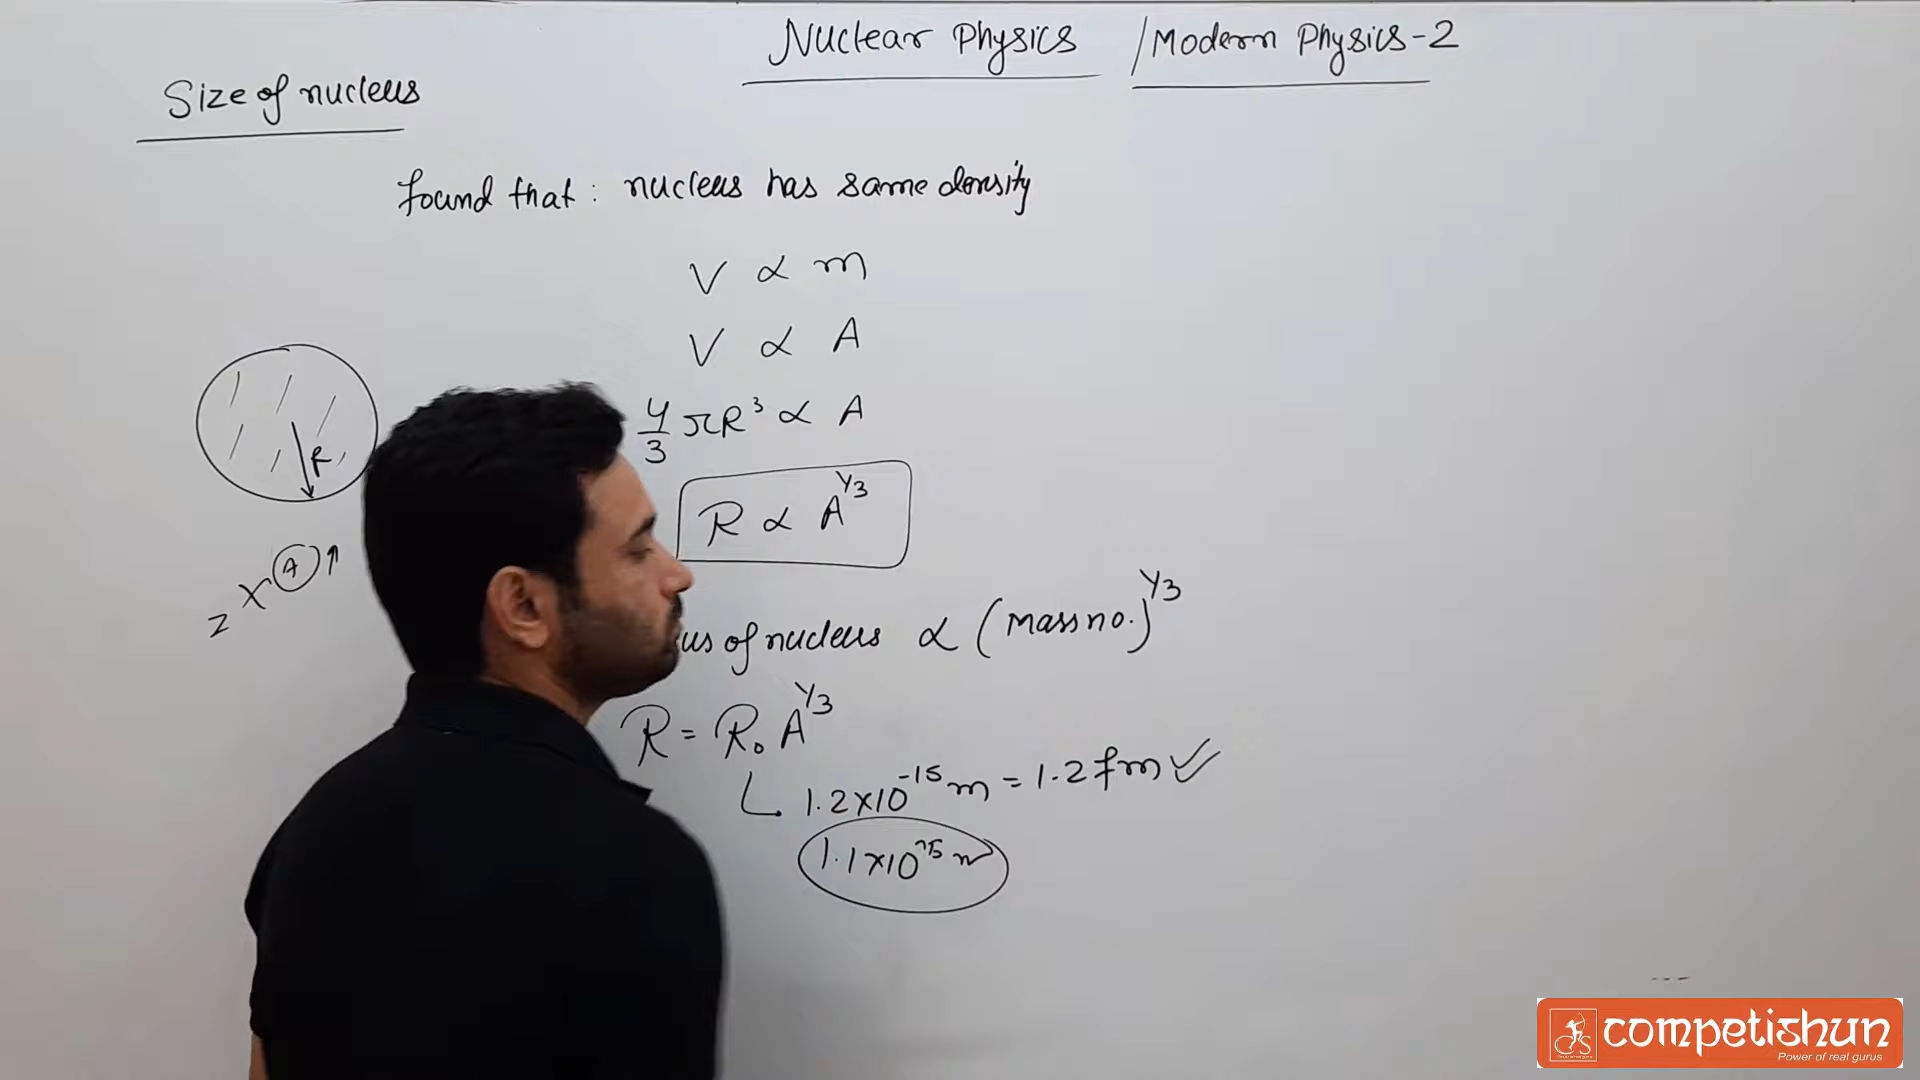 Nuclear Physics / Modern Physics-2
Size of nucleus
found that : nucleus has same density
V ∝ m
V ∝ A
4/3 πR³ ∝ A
R
R ∝ A^1/3
Z X A ↑
of nucleus ∝ (Mass no.)^1/3
R = R₀ A^1/3
1.2×10^-15 m = 1.2 fm ✓
1.1×10^-15 m
competishun
Power of real gurus